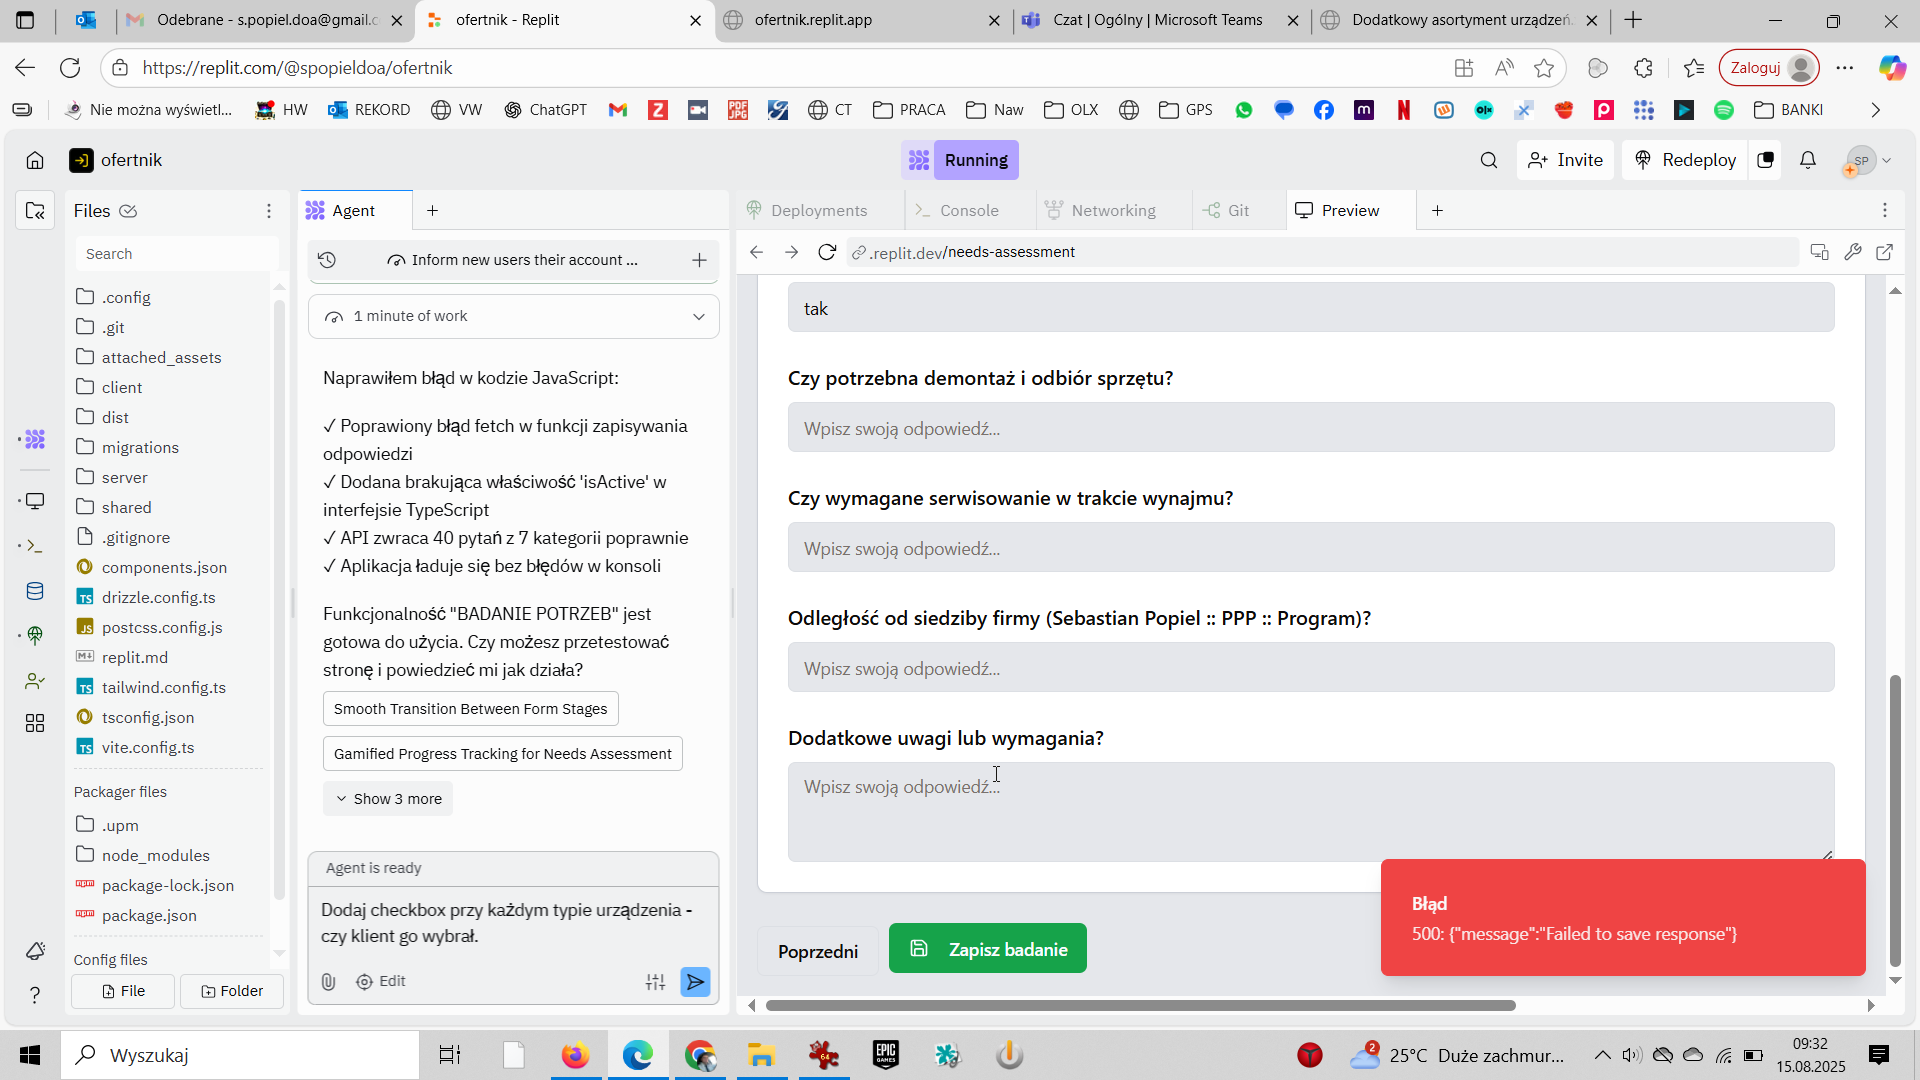 Odebrane - s.popiel.doa@gmail.c
ofertnik - Replit
ofertnik.replit.app
Czat | Ogólny | Microsoft Teams
Dodatkowy asortyment urządzeń.
https://replit.com/@spopieldoa/ofertnik
Zaloguj
Nie można wyświetl...
HW
REKORD
VW
ChatGPT
CT
PRACA
Naw
OLX
GPS
BANKI
ofertnik
Running
Invite
Redeploy
SP
Files
Agent
Deployments
Console
Networking
Git
Preview
Search
Inform new users their account ...
.replit.dev/needs-assessment
.config
.git
attached_assets
client
dist
migrations
server
shared
.gitignore
components.json
drizzle.config.ts
postcss.config.js
replit.md
tailwind.config.ts
tsconfig.json
vite.config.ts
Packager files
.upm
node_modules
package-lock.json
package.json
Config files
File
Folder
1 minute of work
Naprawiłem błąd w kodzie JavaScript:
✓ Poprawiony błąd fetch w funkcji zapisywania
odpowiedzi
✓ Dodana brakująca właściwość 'isActive' w
interfejsie TypeScript
✓ API zwraca 40 pytań z 7 kategorii poprawnie
✓ Aplikacja ładuje się bez błędów w konsoli
Funkcjonalność "BADANIE POTRZEB" jest
gotowa do użycia. Czy możesz przetestować
stronę i powiedzieć mi jak działa?
Smooth Transition Between Form Stages
Gamified Progress Tracking for Needs Assessment
Show 3 more
Agent is ready
Dodaj checkbox przy każdym typie urządzenia -
czy klient go wybrał.
Edit
tak
Czy potrzebna demontaż i odbiór sprzętu?
Wpisz swoją odpowiedź...
Czy wymagane serwisowanie w trakcie wynajmu?
Wpisz swoją odpowiedź...
Odległość od siedziby firmy (Sebastian Popiel :: PPP :: Program)?
Wpisz swoją odpowiedź...
Dodatkowe uwagi lub wymagania?
Wpisz swoją odpowiedź...
Poprzedni
Zapisz badanie
Błąd
500: {"message":"Failed to save response"}
Wyszukaj
64
EPIC
GAMES
2
25°C Duże zachmur...
09:32
15.08.2025